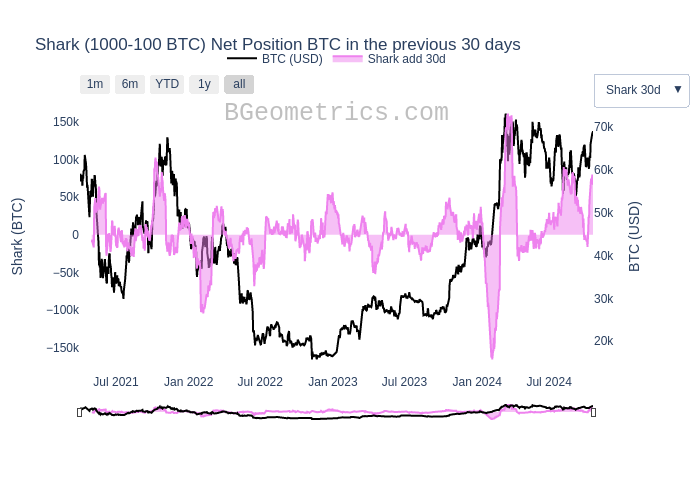 Shark (1000-100 BTC) Net Position BTC in the previous 30 days
BTC (USD) Shark add 30d
1m 6m YTD 1y all
Shark 30d ▼
BGeometrics.com
150k
100k
50k
0
−50k
−100k
−150k
Shark (BTC)
70k
60k
50k
40k
30k
20k
BTC (USD)
Jul 2021 Jan 2022 Jul 2022 Jan 2023 Jul 2023 Jan 2024 Jul 2024